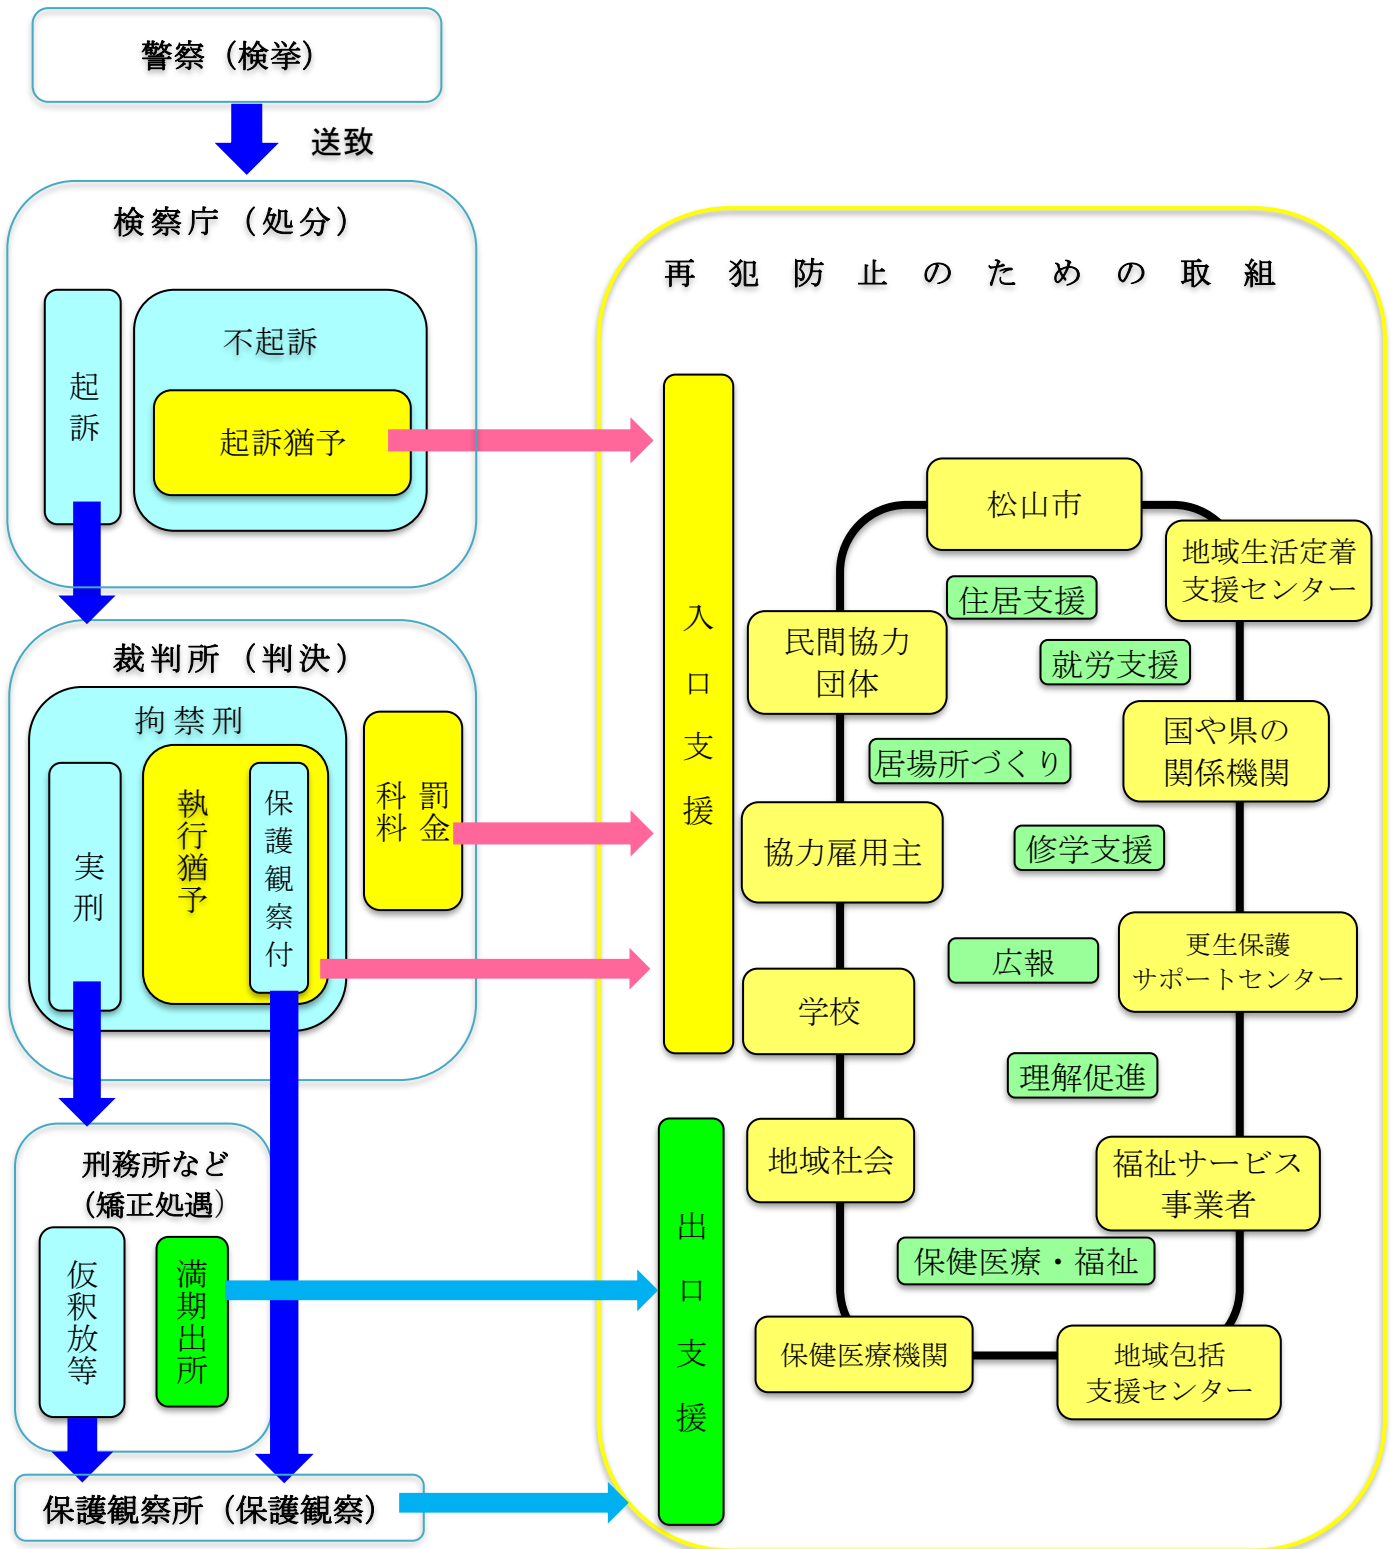 警察（検挙）
送致
検察庁（処分）
起訴
不起訴
起訴猶予
裁判所（判決）
拘禁刑
実刑
執行猶予
保護観察付
罰金
科料
刑務所など
（矯正処遇）
仮釈放等
満期出所
保護観察所（保護観察）
再犯防止のための取組
入口支援
出口支援
松山市
地域生活定着
支援センター
住居支援
民間協力
団体
就労支援
国や県の
関係機関
居場所づくり
協力雇用主
修学支援
更生保護
サポートセンター
広報
学校
理解促進
地域社会
福祉サービス
事業者
保健医療・福祉
保健医療機関
地域包括
支援センター